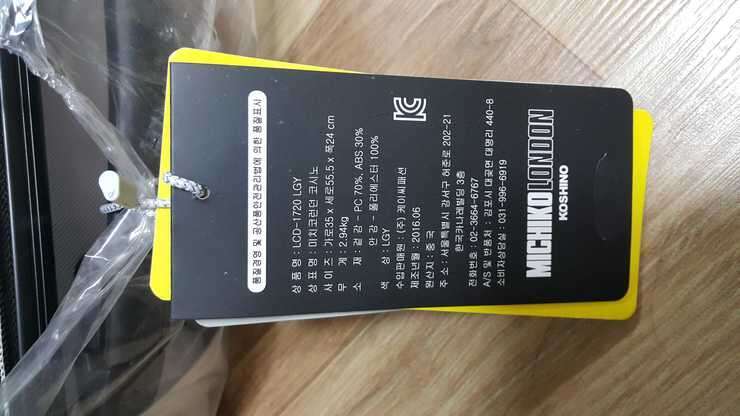 품질경영 및 공산품안전관리법에 의한 품질표시
상 품 명 : LCD-1720 LGY
상 표 명 : 미치코런던 코시노
사 이 즈 : 가로35 x 세로55.5 x 폭24 cm
무 게 : 2.94kg
소 재 : 겉 감 - PC 70%, ABS 30%
안 감 - 폴리에스터 100%
색 상 : LGY
수입판매원 : (주) 케이씨패션
제조년월 : 2016.06
원산지 : 중 국
주 소 : 서울특별시 강서구 허준로 202-21
한국카나레빌딩 3층
전화번호 : 02-3664-6767
A/S 및 반품처 : 김포시 대곶면 대명리 440-8
소비자상담실 : 031-996-6919
MICHIKO LONDON
KOSHINO